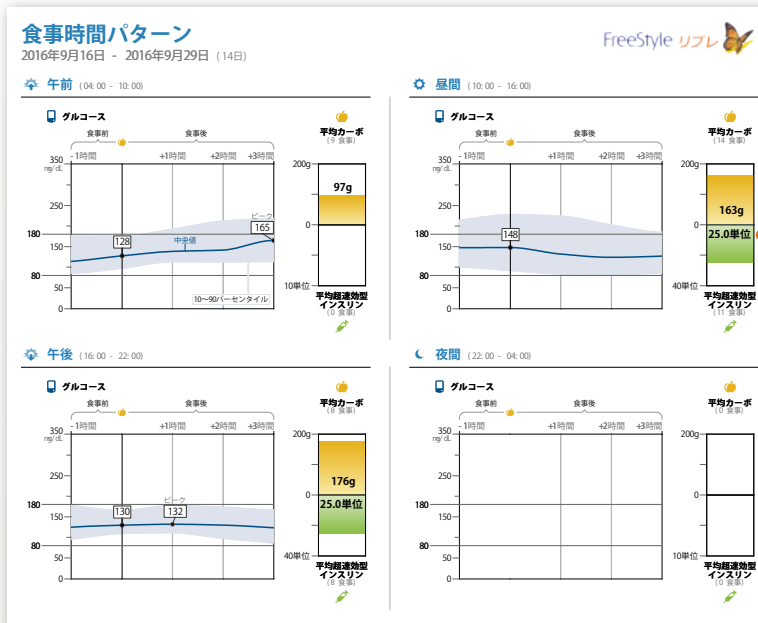 食事時間パターン
2016年9月16日 - 2016年9月29日 (14日)
FreeStyle リブレ
午前 (04:00 - 10:00)
グルコース
食事前
食事後
- 1時間
+1時間
+2時間
+3時間
350
mg/dL
250
180
150
80
50
0
128
中央値
ピーク
165
10～90パーセンタイル
平均カーボ
(9 食事)
200g
97g
0
10単位
平均超速効型
インスリン
(0 食事)
昼間 (10:00 - 16:00)
グルコース
食事前
食事後
- 1時間
+1時間
+2時間
+3時間
350
mg/dL
250
180
150
80
50
0
148
平均カーボ
(14 食事)
200g
163g
0
25.0単位
40単位
平均超速効型
インスリン
(11 食事)
午後 (16:00 - 22:00)
グルコース
食事前
食事後
- 1時間
+1時間
+2時間
+3時間
350
mg/dL
250
180
150
80
50
0
130
ピーク
132
平均カーボ
(8 食事)
200g
176g
0
25.0単位
40単位
平均超速効型
インスリン
(8 食事)
夜間 (22:00 - 04:00)
グルコース
食事前
食事後
- 1時間
+1時間
+2時間
+3時間
350
mg/dL
250
180
150
80
50
0
平均カーボ
(0 食事)
200g
0
10単位
平均超速効型
インスリン
(0 食事)